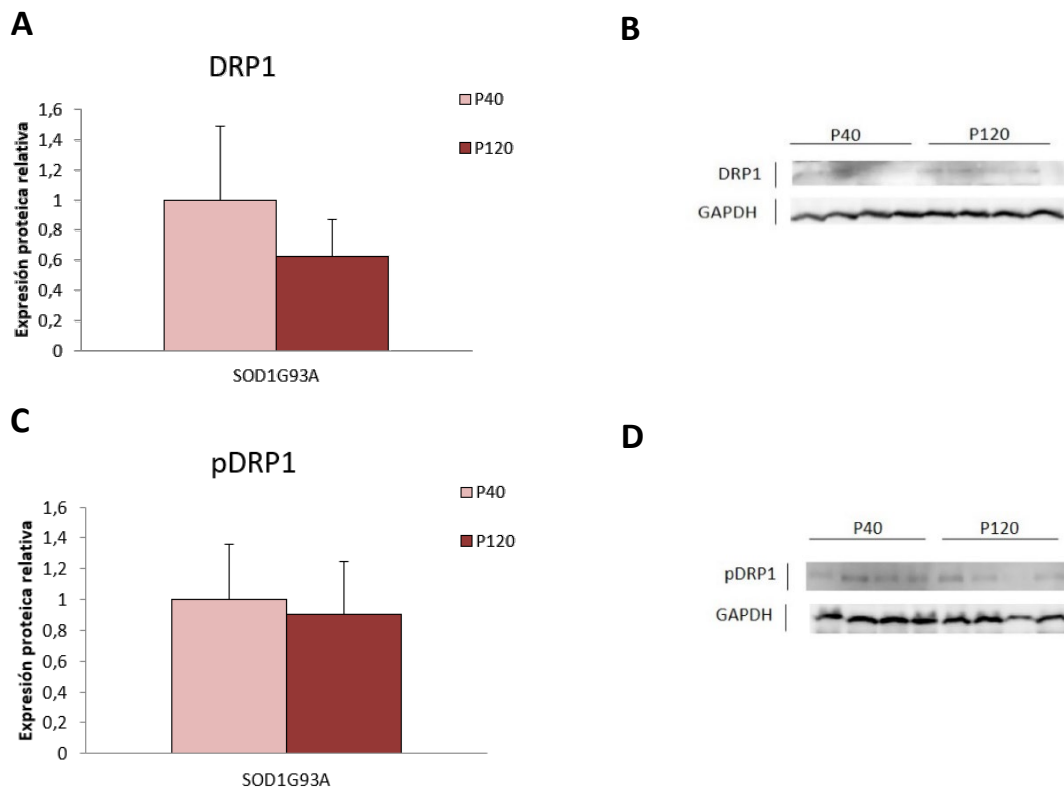 A
DRP1
Expresión proteica relativa
1,6
1,4
1,2
1
0,8
0,6
0,4
0,2
0
SOD1G93A
P40
P120
B
P40 P120
DRP1
GAPDH
C
pDRP1
Expresión proteica relativa
1,6
1,4
1,2
1
0,8
0,6
0,4
0,2
0
SOD1G93A
P40
P120
D
P40 P120
pDRP1
GAPDH